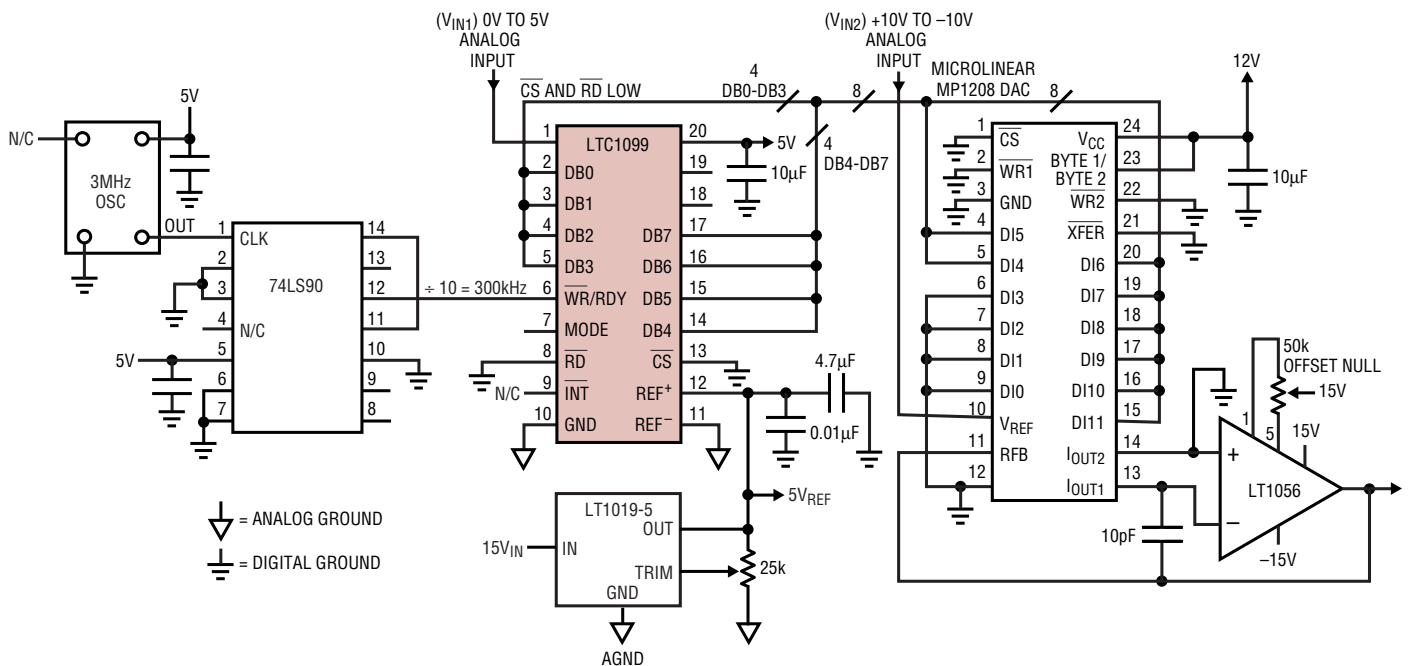 (VIN1) 0V TO 5V
ANALOG
INPUT
(VIN2) +10V TO –10V
ANALOG
INPUT
CS AND RD LOW
4
DB0-DB3
8
4
DB4-DB7
MICROLINEAR
MP1208 DAC
8
12V
10µF
N/C
5V
3MHz
OSC
OUT
74LS90
1 CLK
2
3
4 N/C
5
6
7
14
13
12
11
10
9
8
5V
÷ 10 = 300kHz
LTC1099
1
2 DB0
3 DB1
4 DB2
5 DB3
6 WR/RDY
7 MODE
8 RD
N/C 9 INT
10 GND
20
19
18
DB7 17
DB6 16
DB5 15
DB4 14
CS 13
REF+ 12
REF– 11
5V
10µF
4.7µF
0.01µF
5VREF
LT1019-5
OUT
15VIN
IN
TRIM
GND
25k
AGND
= ANALOG GROUND
= DIGITAL GROUND
1 CS
2 WR1
3 GND
4 DI5
5 DI4
6 DI3
7 DI2
8 DI1
9 DI0
10 VREF
11 RFB
12
VCC 24
BYTE 1/
BYTE 2
23
WR2 22
XFER 21
DI6 20
DI7 19
DI8 18
DI9 17
DI10 16
DI11 15
IOUT2 14
IOUT1 13
50k
OFFSET NULL
15V
1
5
15V
+
LT1056
–
–15V
10pF